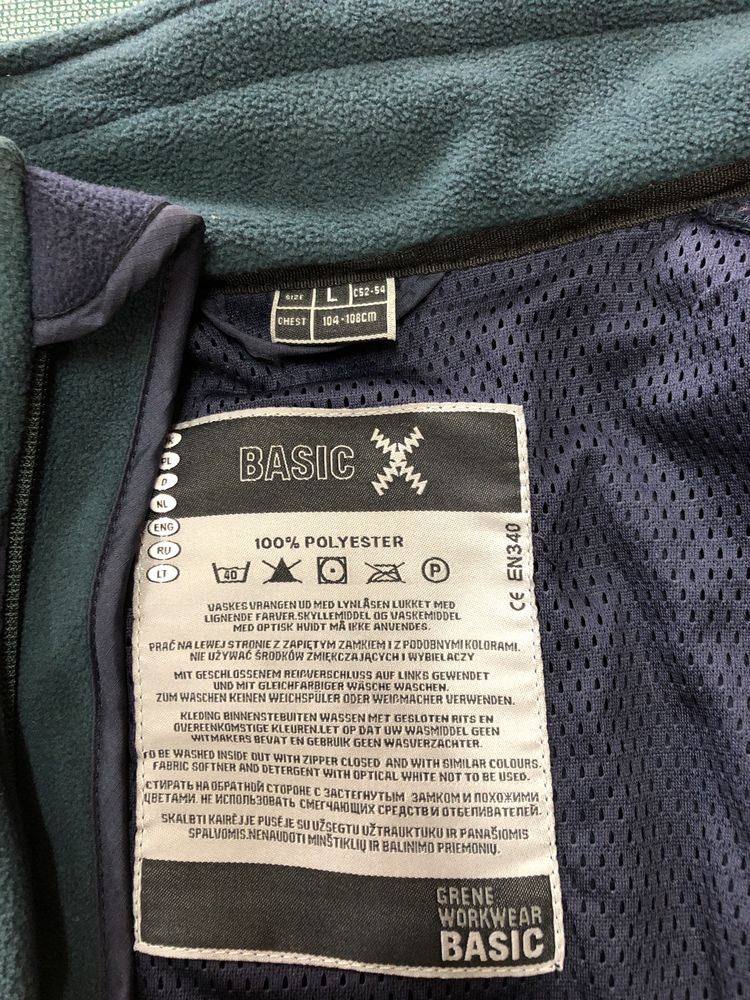 SIZE L C52-54
CHEST 104-108CM
BASIC
PL
D
NL
ENG
RU
LT
100% POLYESTER
40 P
CE EN340
VASKES VRANGEN UD MED LYNLÅSEN LUKKET MED
LIGNENDE FARVER.SKYLLEMIDDEL OG VASKEMIDDEL
MED OPTISK HVIDT MÅ IKKE ANVENDES.
PRAĆ NA LEWEJ STRONIE Z ZAPIĘTYM ZAMKIEM I Z PODOBNYMI KOLORAMI.
NIE UŻYWAĆ ŚRODKÓW ZMIĘKCZAJĄCYCH I WYBIELACZY
MIT GESCHLOSSENEM REIßVERSCHLUSS AUF LINKS GEWENDET
UND MIT GLEICHFARBIGER WÄSCHE WASCHEN.
ZUM WASCHEN KEINEN WEICHSPÜLER ODER WEIßMACHER VERWENDEN.
KLEDING BINNENSTEBUITEN WASSEN MET GESLOTEN RITS EN
OVEREENKOMSTIGE KLEUREN.LET OP DAT UW WASMIDDEL GEEN
WITMAKERS BEVAT EN GEBRUIK GEEN WASVERZACHTER.
TO BE WASHED INSIDE OUT WITH ZIPPER CLOSED AND WITH SIMILAR COLOURS.
FABRIC SOFTNER AND DETERGENT WITH OPTICAL WHITE NOT TO BE USED.
СТИРАТЬ НА ОБРАТНОЙ СТОРОНЕ С ЗАСТЕГНУТЫМ ЗАМКОМ И ПОХОЖИМИ
ЦВЕТАМИ. НЕ ИСПОЛЬЗОВАТЬ СМЕГЧАЮЩИХ СРЕДСТВ И ОТБЕЛИВАТЕЛЕЙ.
SKALBTI KAIRĖJE PUSĖJE SU UŽSEGTU UŽTRAUKTUKU IR PANAŠIOMIS
SPALVOMIS.NENAUDOTI MINŠTIKLIŲ IR BALINIMO PRIEMONIŲ.
GRENE
WORKWEAR
BASIC